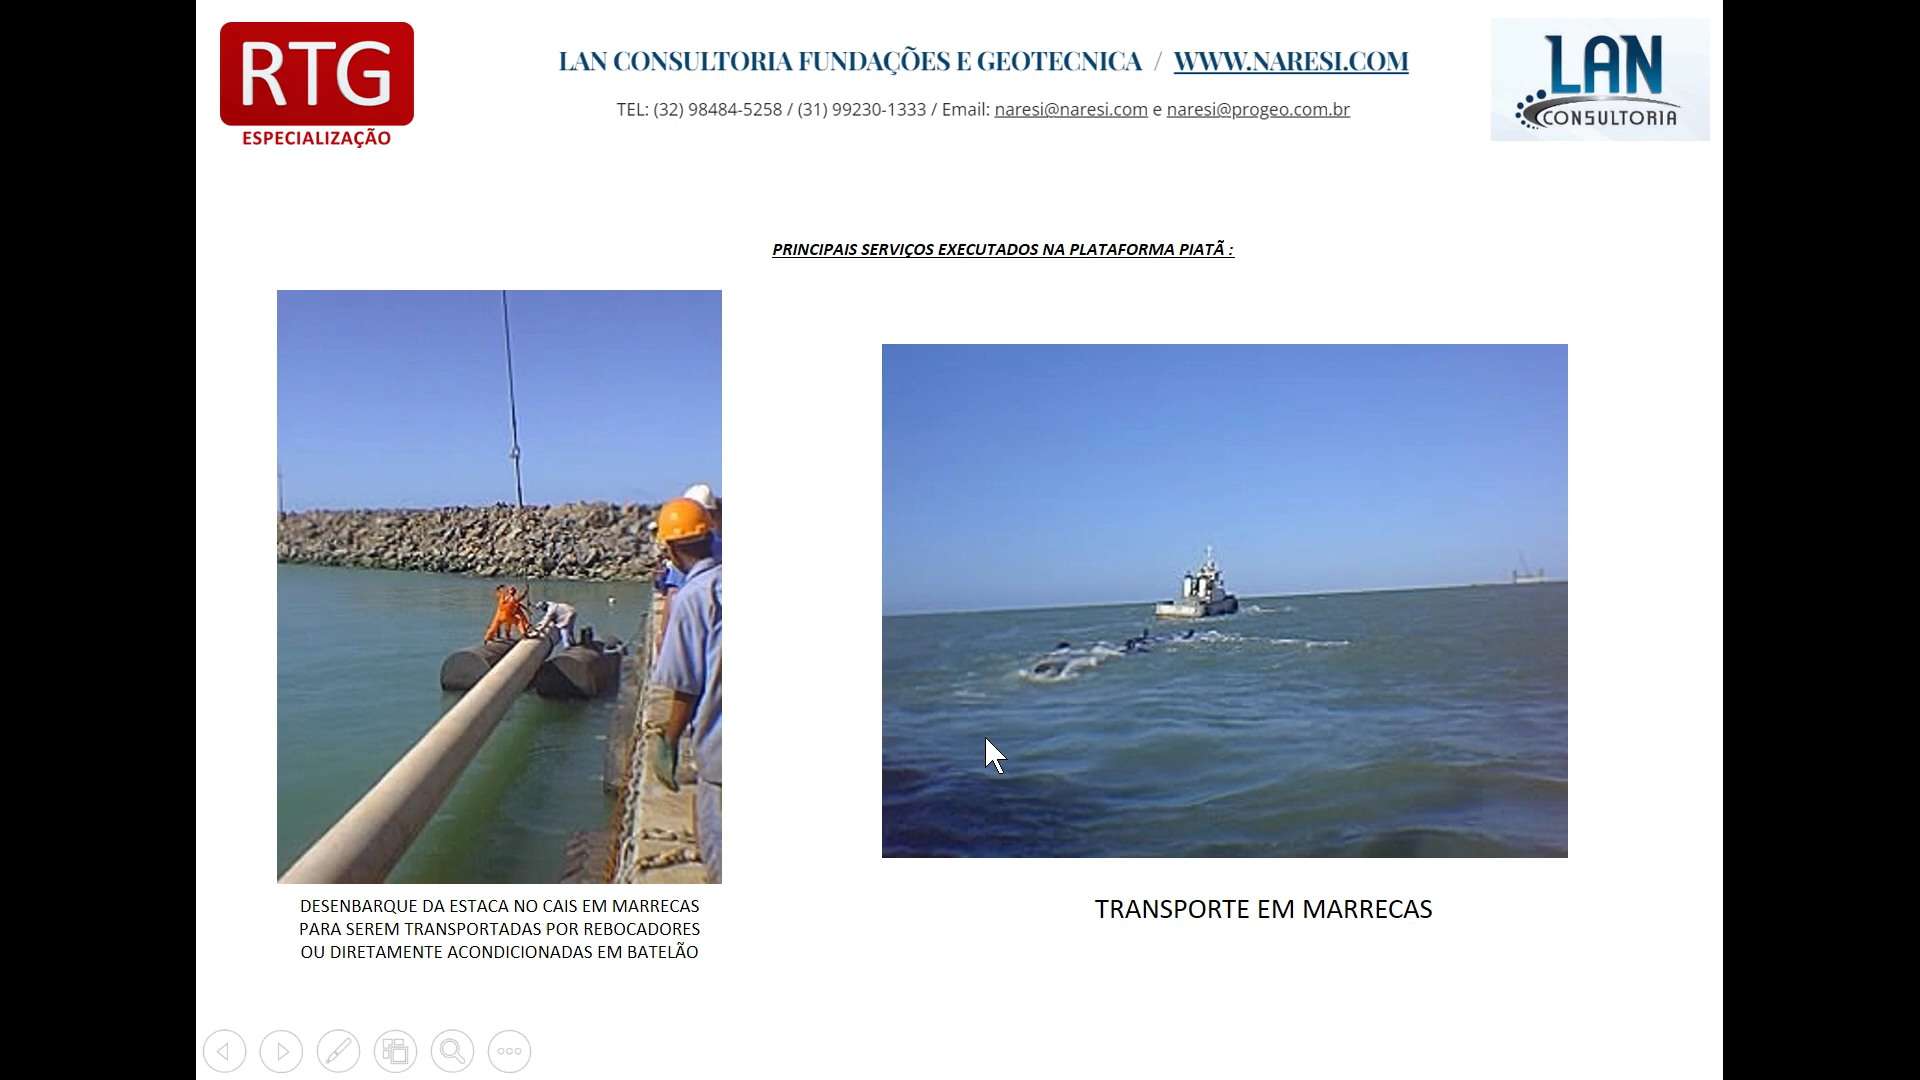 RTG
ESPECIALIZAÇÃO
LAN CONSULTORIA FUNDAÇÕES E GEOTECNICA / WWW.NARESI.COM
TEL: (32) 98484-5258 / (31) 99230-1333 / Email: naresi@naresi.com e naresi@progeo.com.br
LAN
CONSULTORIA
PRINCIPAIS SERVIÇOS EXECUTADOS NA PLATAFORMA PIATÃ :
DESENBARQUE DA ESTACA NO CAIS EM MARRECAS
PARA SEREM TRANSPORTADAS POR REBOCADORES
OU DIRETAMENTE ACONDICIONADAS EM BATELÃO
TRANSPORTE EM MARRECAS